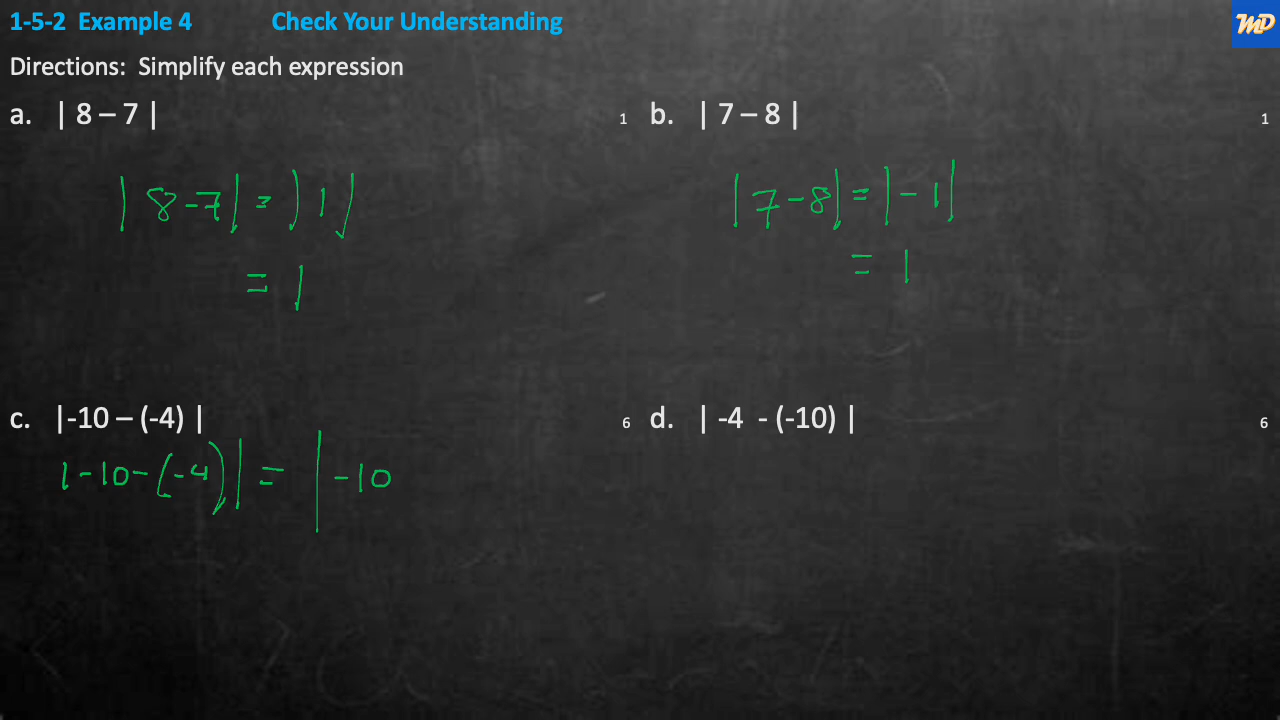 1-5-2 Example 4 Check Your Understanding
MD
Directions: Simplify each expression
a. | 8 – 7 | 1
b. | 7 – 8 | 1
| 8 - 7 | = | 1 |
= 1
| 7 - 8 | = | - 1 |
= 1
c. |-10 – (-4) | 6
d. | -4 - (-10) | 6
| - 10 - (-4) | = | - 10